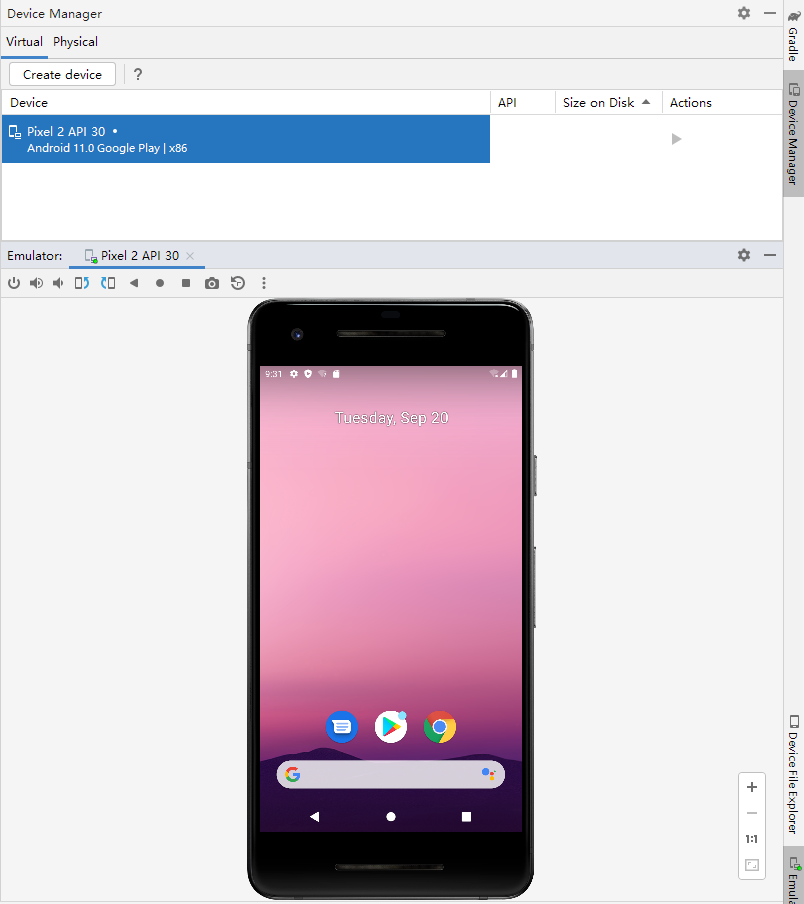 Device Manager
Virtual Physical
Create device ?
Device API Size on Disk Actions
Pixel 2 API 30 •
Android 11.0 Google Play | x86
Emulator: Pixel 2 API 30
9:31
Tuesday, Sep 20
1:1
Gradle
Device Manager
Device File Explorer
Emula